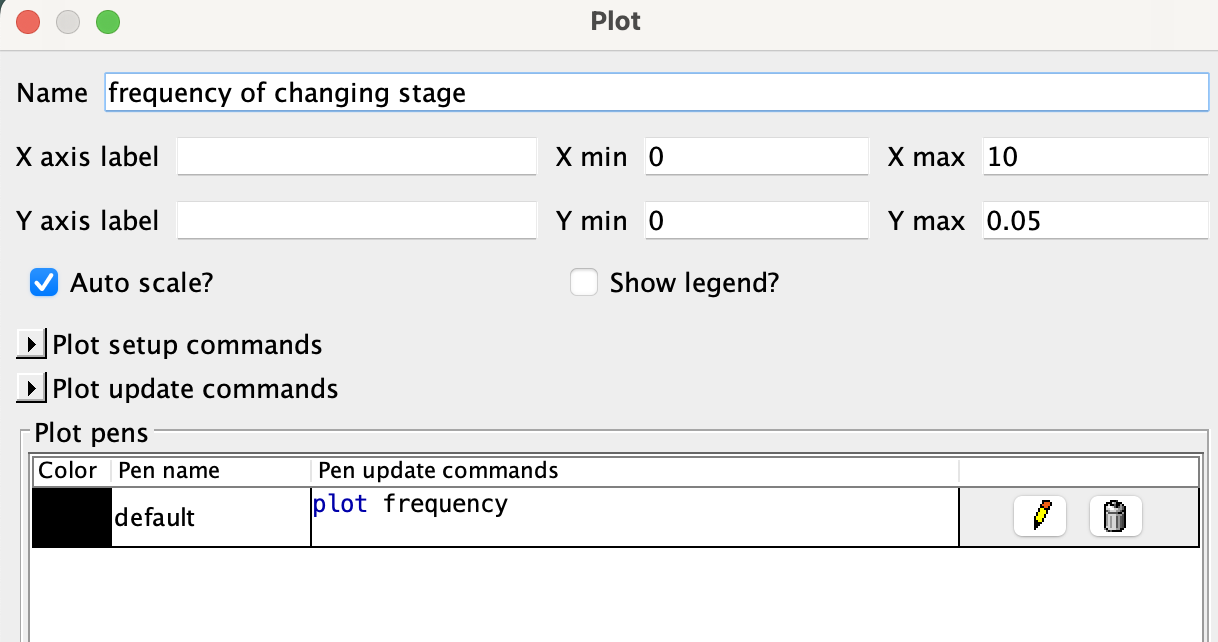 Plot
Name frequency of changing stage
X axis label X min 0 X max 10
Y axis label Y min 0 Y max 0.05
Auto scale? Show legend?
Plot setup commands
Plot update commands
Plot pens
Color Pen name Pen update commands
default plot frequency